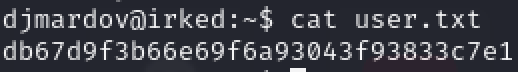 djmardov@irked:~$ cat user.txt
db67d9f3b66e69f6a93043f93833c7e1